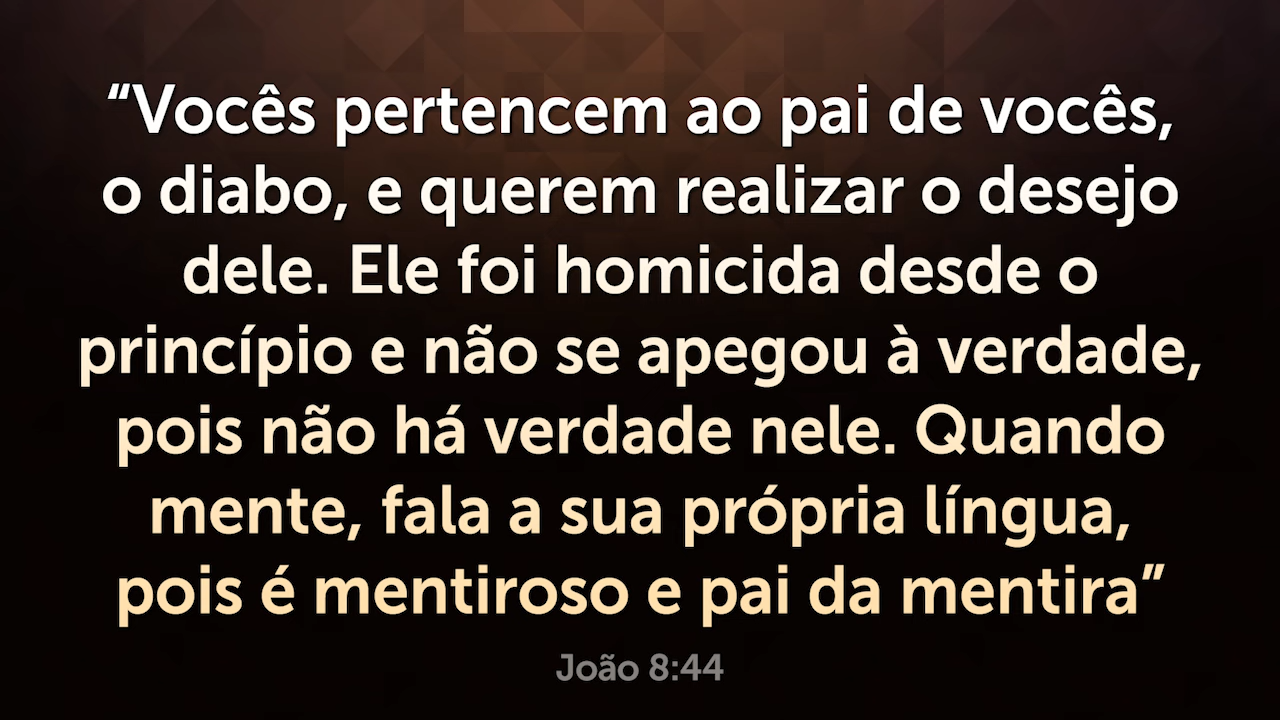 “Vocês pertencem ao pai de vocês,
o diabo, e querem realizar o desejo
dele. Ele foi homicida desde o
princípio e não se apegou à verdade,
pois não há verdade nele. Quando
mente, fala a sua própria língua,
pois é mentiroso e pai da mentira”
João 8:44